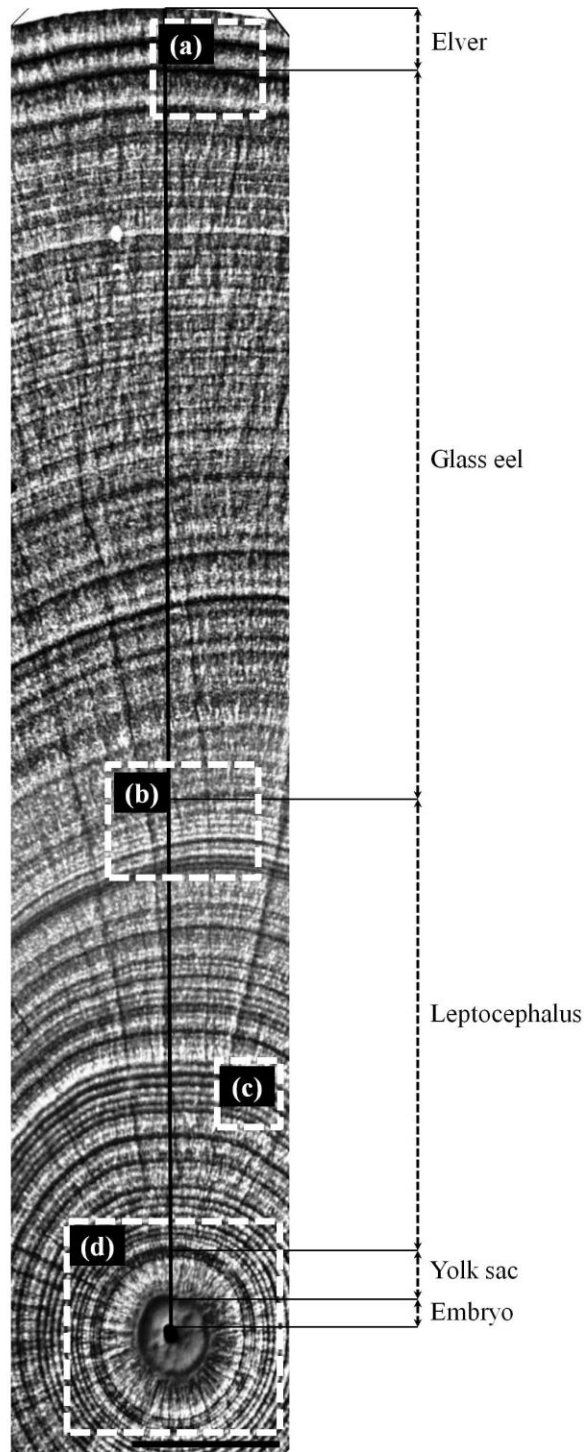 (a)
Elver
Glass eel
(b)
Leptocephalus
(c)
(d)
Yolk sac
Embryo